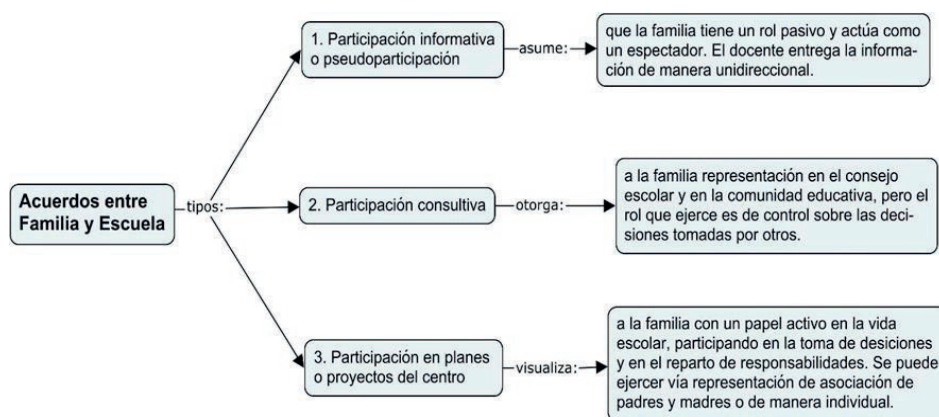 Acuerdos entre
Familia y Escuela
tipos:
1. Participación informativa
o pseudoparticipación
asume:
que la familia tiene un rol pasivo y actúa como
un espectador. El docente entrega la informa-
ción de manera unidireccional.
2. Participación consultiva
otorga:
a la familia representación en el consejo
escolar y en la comunidad educativa, pero el
rol que ejerce es de control sobre las deci-
siones tomadas por otros.
3. Participación en planes
o proyectos del centro
visualiza:
a la familia con un papel activo en la vida
escolar, participando en la toma de desiciones
y en el reparto de responsabilidades. Se puede
ejercer vía representación de asociación de
padres y madres o de manera individual.